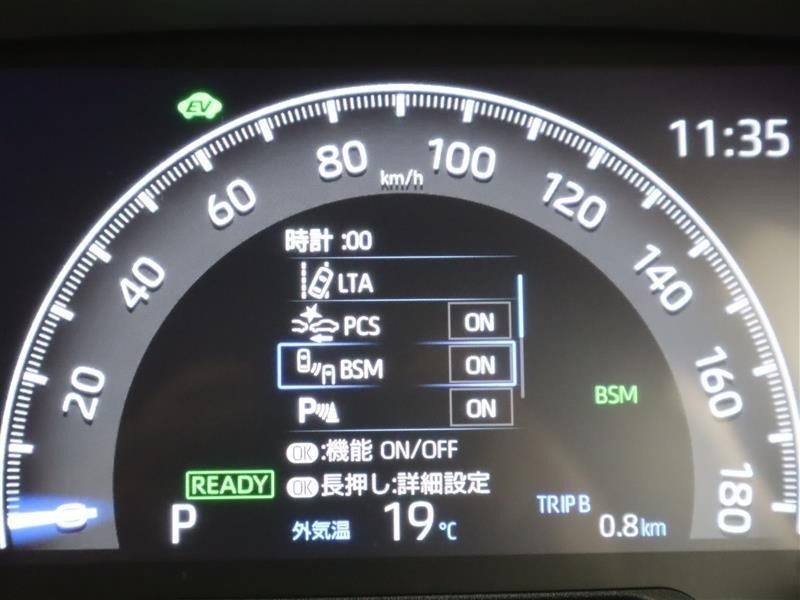 EV
11:35
0
20
40
60
80
100
120
140
160
180
km/h
時計 :00
LTA
PCS ON
BSM ON
P ON
BSM
OK:機能 ON/OFF
READY
OK長押し:詳細設定
P
外気温 19℃
TRIP B
0.8km